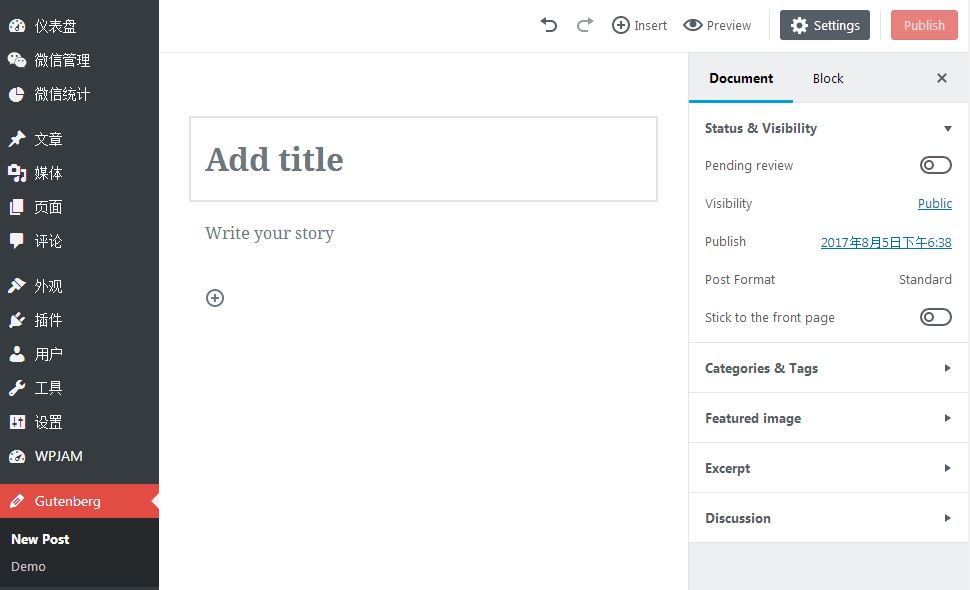 仪表盘
微信管理
微信统计
文章
媒体
页面
评论
外观
插件
用户
工具
设置
WPJAM
Gutenberg
New Post
Demo
Insert
Preview
Settings
Publish
Add title
Write your story
Document
Block
Status & Visibility
Pending review
Visibility Public
Publish 2017年8月5日下午6:38
Post Format Standard
Stick to the front page
Categories & Tags
Featured image
Excerpt
Discussion